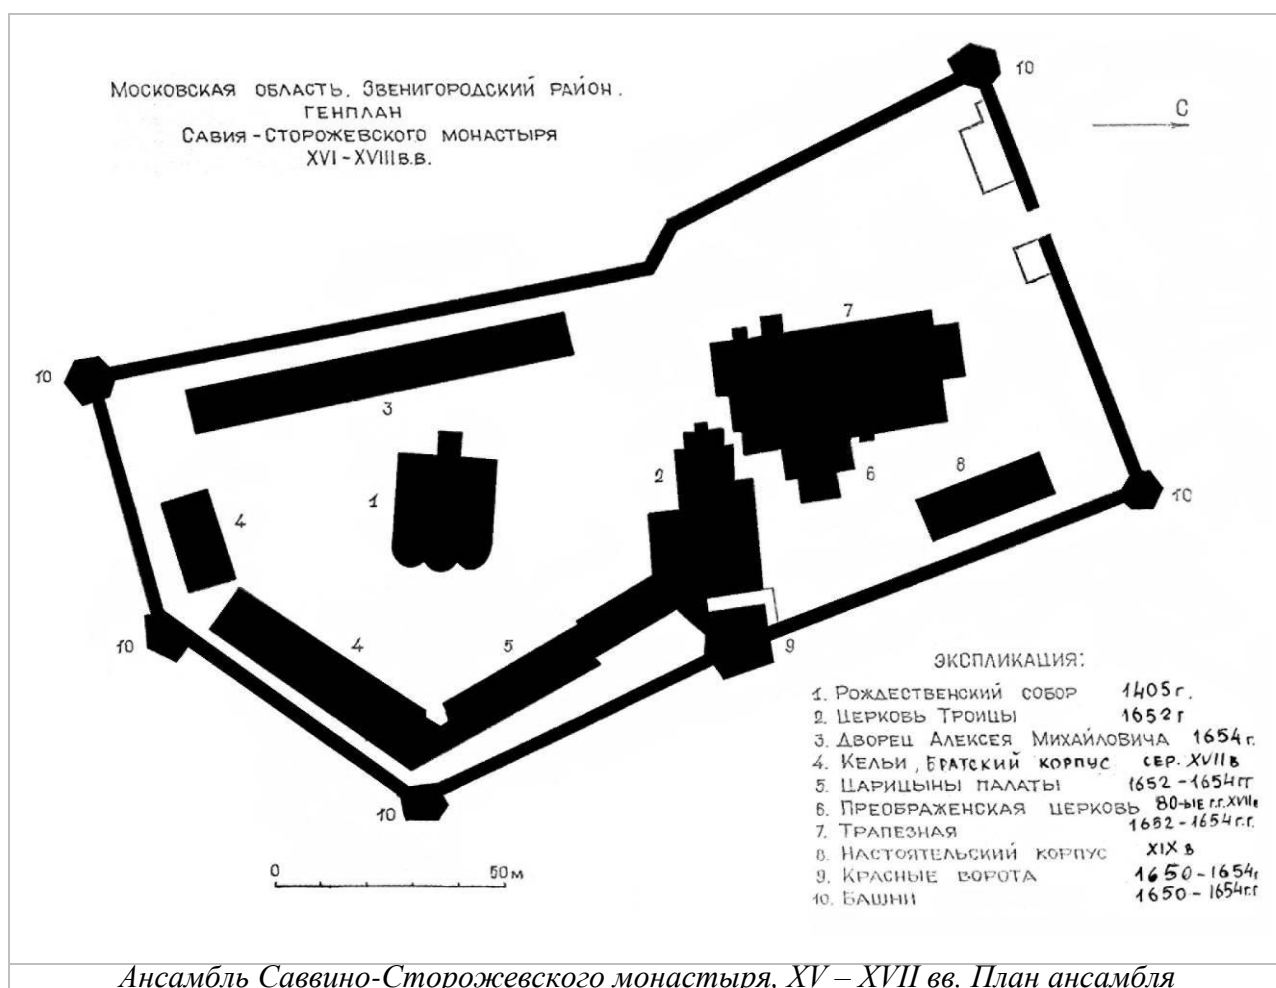 МОСКОВСКАЯ ОБЛАСТЬ. ЗВЕНИГОРОДСКИЙ РАЙОН.
ГЕНПЛАН
САВИЯ-СТОРОЖЕВСКОГО МОНАСТЫРЯ
XVI-XVIII В.В.
10
С
7
10
3
2
6
8
1
4
10
10
4
5
9
10
0 50 м
ЭКСПЛИКАЦИЯ:
1. РОЖДЕСТВЕНСКИЙ СОБОР 1405 г.
2. ЦЕРКОВЬ ТРОИЦЫ 1652 г
3. ДВОРЕЦ АЛЕКСЕЯ МИХАЙЛОВИЧА 1654 г.
4. КЕЛЬИ, БРАТСКИЙ КОРПУС СЕР. XVII В
5. ЦАРИЦЫНЫ ПАЛАТЫ 1652-1654 ГГ
6. ПРЕОБРАЖЕНСКАЯ ЦЕРКОВЬ 80-ЫЕ Г.Г. XVII в
7. ТРАПЕЗНАЯ 1652-1654 г.г.
8. НАСТОЯТЕЛЬСКИЙ КОРПУС XIX В
9. КРАСНЫЕ ВОРОТА 1650-1654 г
10. БАШНИ 1650-1654 г.г
Ансамбль Саввино-Сторожевского монастыря, XV – XVII вв. План ансамбля